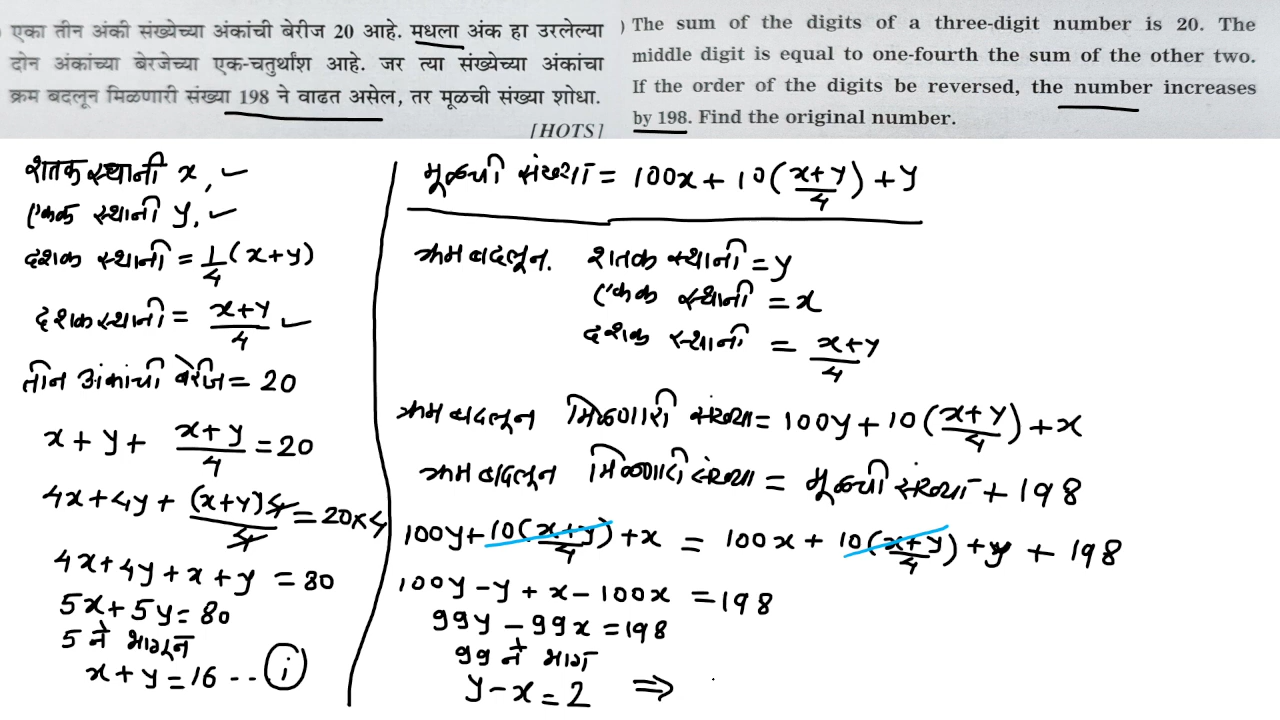 एका तीन अंकी संख्येच्या अंकांची बेरीज 20 आहे. मधला अंक हा उरलेल्या
दोन अंकांच्या बेरजेच्या एक-चतुर्थांश आहे. जर त्या संख्येच्या अंकांचा
क्रम बदलून मिळणारी संख्या 198 ने वाढत असेल, तर मूळची संख्या शोधा.
[HOTS]
) The sum of the digits of a three-digit number is 20. The
middle digit is equal to one-fourth the sum of the other two.
If the order of the digits be reversed, the number increases
by 198. Find the original number.
शतक स्थानी x, ✓
एकक स्थानी y, ✓
दशक स्थानी = 1/4 (x+y)
दशक स्थानी = x+y/4 ✓
तीन अंकांची बेरीज = 20
x + y + x+y/4 = 20
4x+4y + (x+y)4/4 = 20×4
4x+4y+x+y = 80
5x+5y=80
5 ने भागून
x+y=16 -- (i)
मूळची संख्या = 100x + 10(x+y/4) + y
क्रम बदलून. शतक स्थानी = y
एकक स्थानी = x
दशक स्थानी = x+y/4
क्रम बदलून मिळणारी संख्या = 100y + 10(x+y/4) + x
क्रम बदलून मिळणारी संख्या = मूळची संख्या + 198
100y + 10(x+y/4) + x = 100x + 10(x+y/4) + y + 198
100y - y + x - 100x = 198
99y - 99x = 198
99 ने भाग
y - x = 2 ⇒